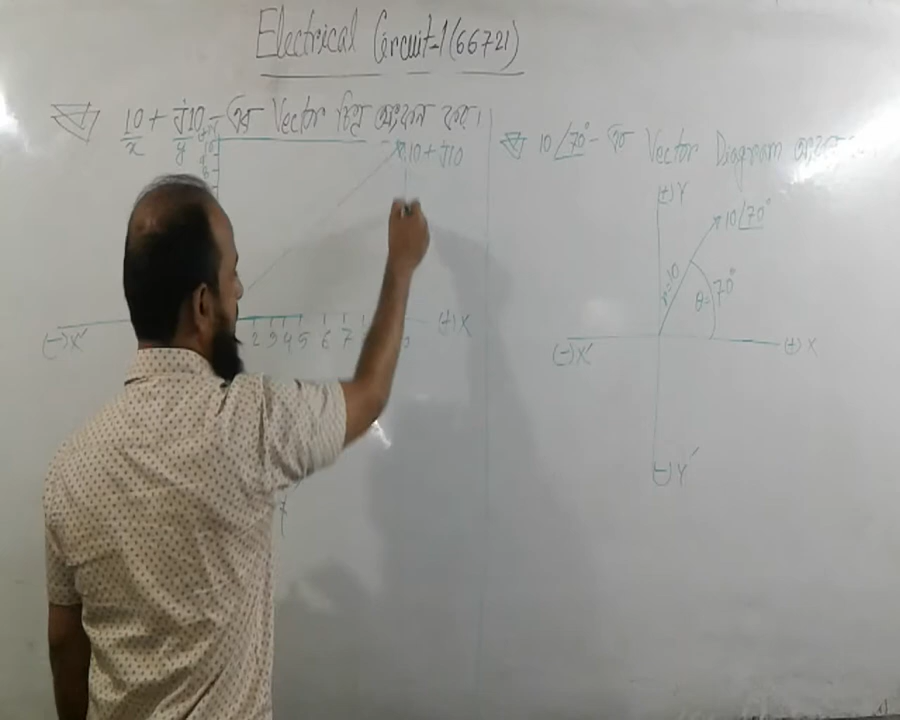 Electrical Circuit-1(66721)
10 + j10 - এর Vector চিত্র অংকন কর।
x y
10+j10
(-)X' 2 3 4 5 6 7 (+)X
10∠70° - এর Vector Diagram
(+)Y
10∠70°
r=10
θ=70°
(-)X' (+)X
(-)Y'